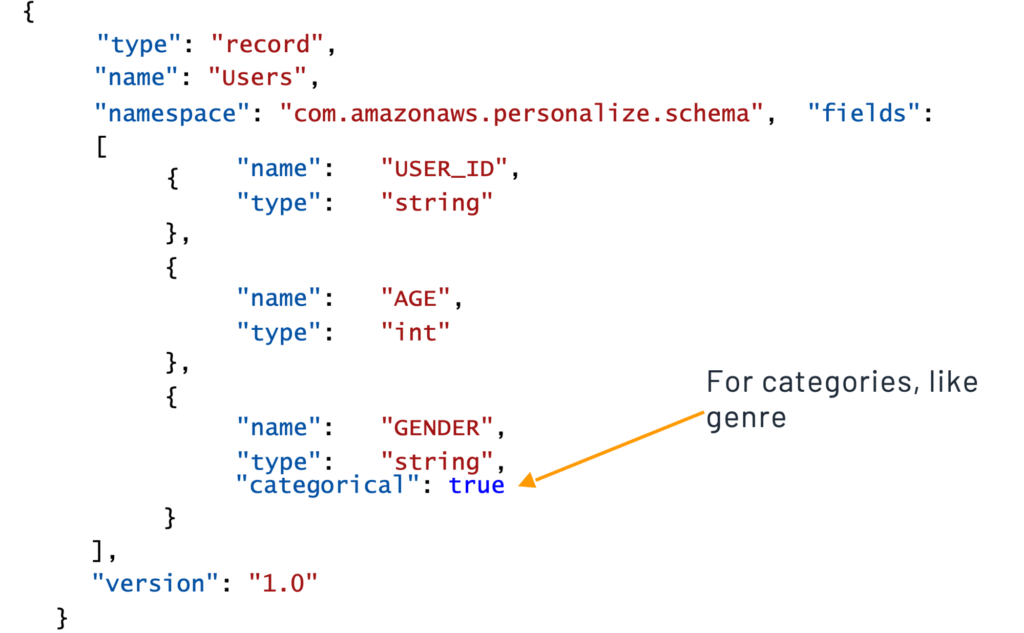 {
"type": "record",
"name": "Users",
"namespace": "com.amazonaws.personalize.schema", "fields":
[
{ "name": "USER_ID",
"type": "string"
},
{
"name": "AGE",
"type": "int"
},
{
"name": "GENDER",
"type": "string",
"categorical": true
}
],
"version": "1.0"
}
For categories, like
genre